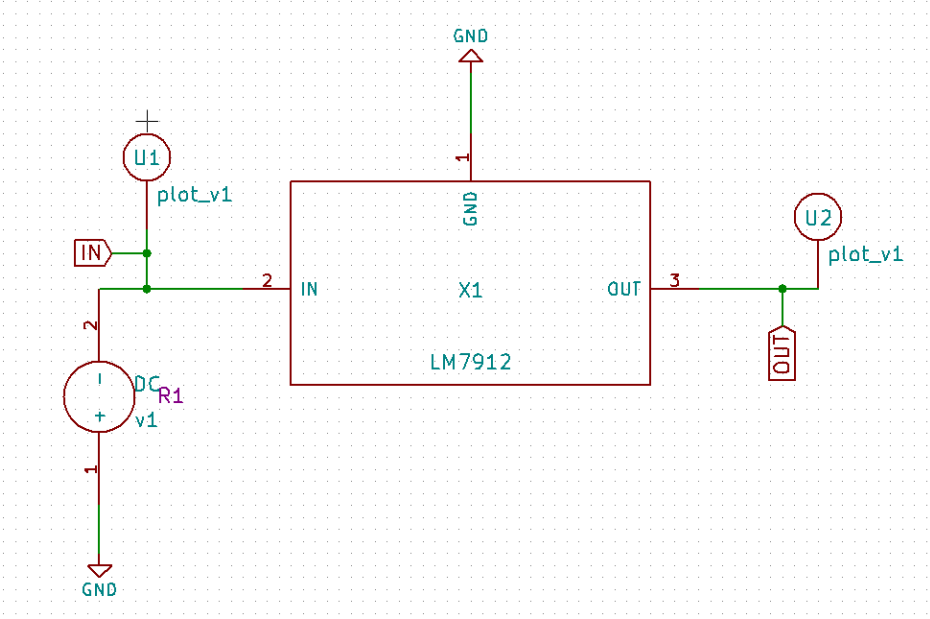 GND
1
U1
plot_v1
GND
U2
plot_v1
IN
2
IN
X1
OUT
3
2
LM7912
OUT
DC
R1
-
+
v1
1
GND